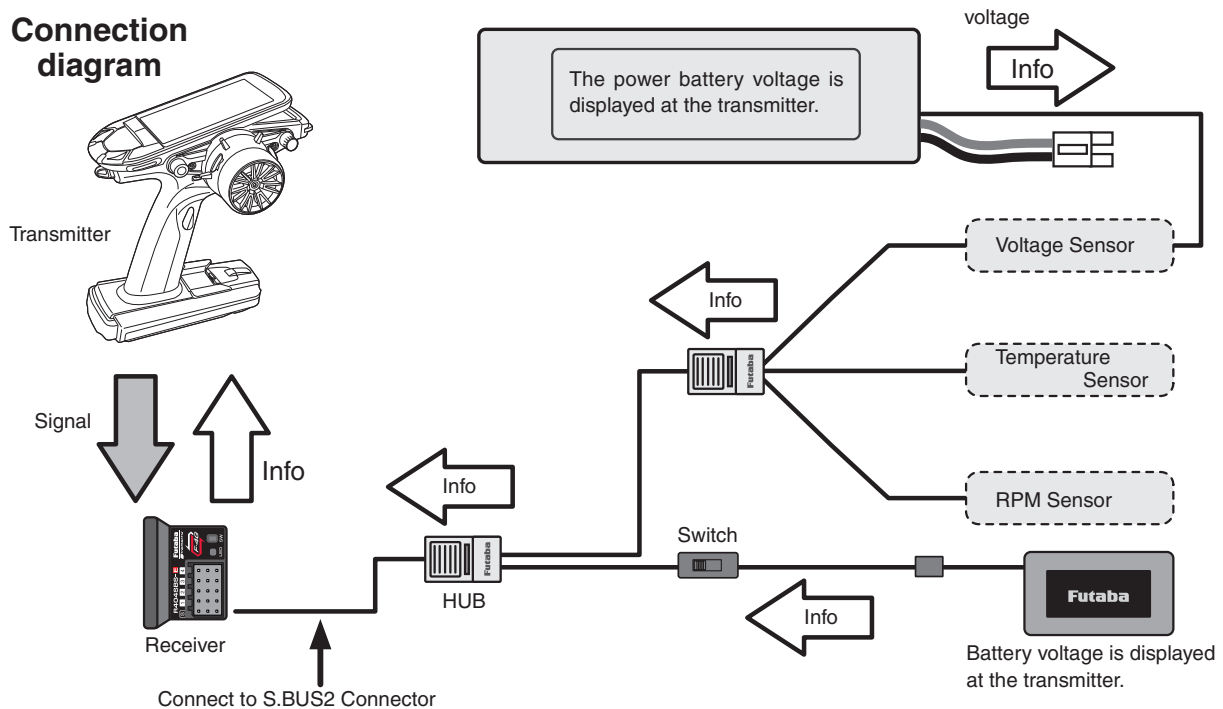 Connection
diagram
voltage
Info
The power battery voltage is
displayed at the transmitter.
Transmitter
Voltage Sensor
Info
Futaba
Temperature
Sensor
Signal
Info
Info
RPM Sensor
Futaba
R404SBS-E
Futaba
HUB
Switch
Info
Futaba
Receiver
Battery voltage is displayed
at the transmitter.
Connect to S.BUS2 Connector